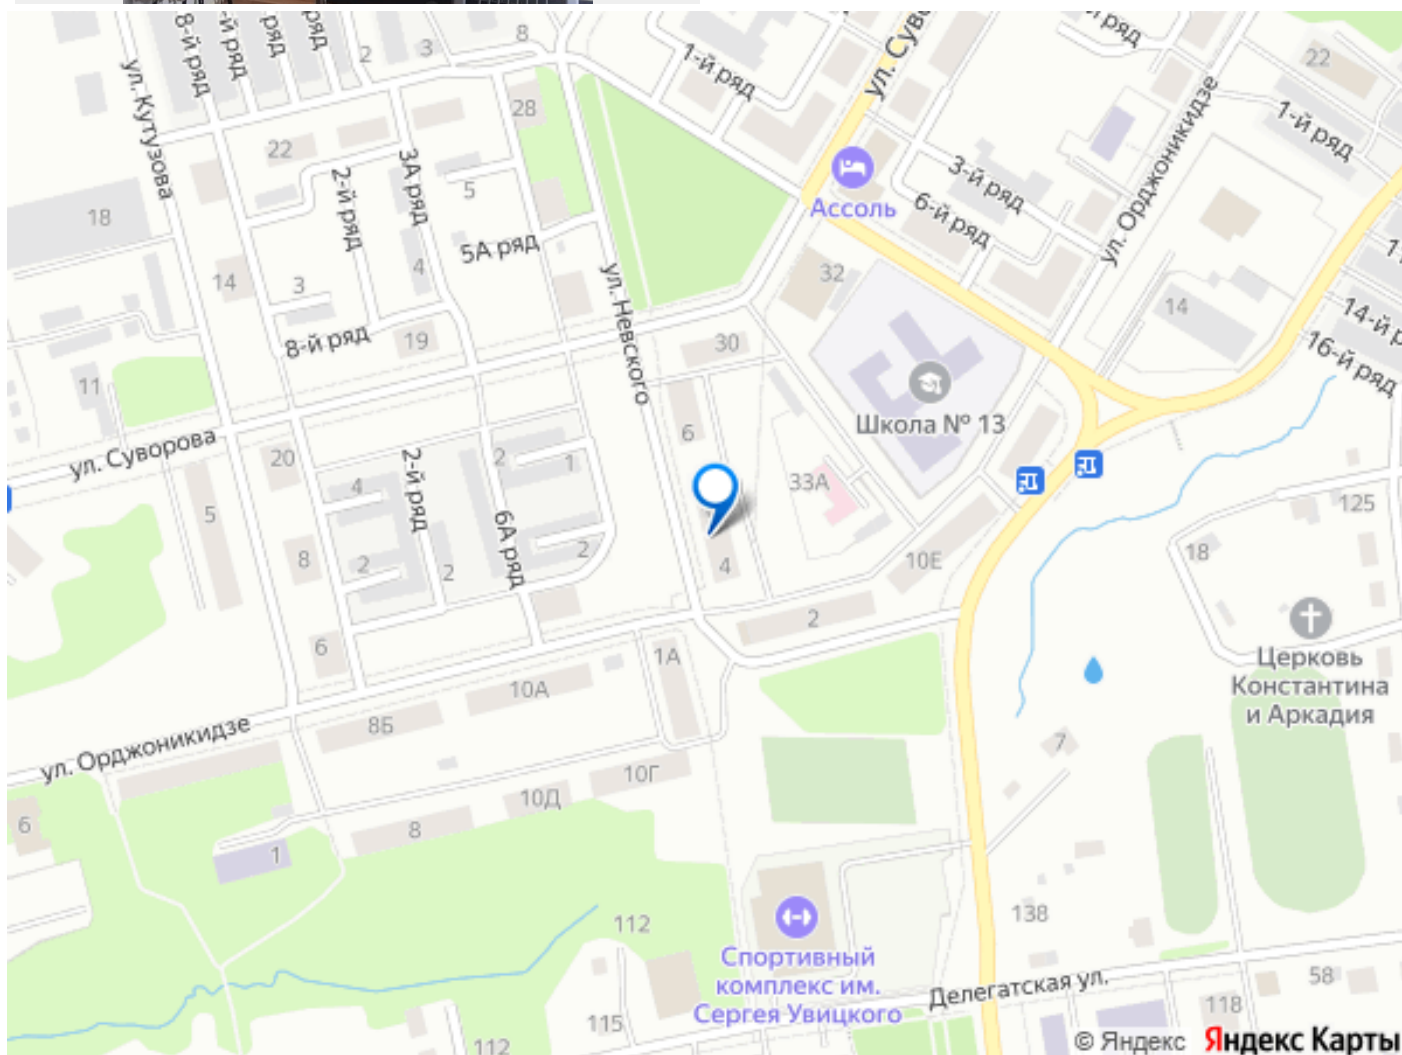 8-й ряд
-й ряд
ряд
ряд
2
3
8
ул. Кутузова
1-й ряд
ул. Суво
ряд
22
ул. Орджоникидзе
1-й ряд
28
22
3А ряд
2-й ряд
5
Ассоль
3-й ряд
6-й ряд
18
5А ряд
4
14
3
ул. Невского
32
14
14-й р
16-й ряд
8-й ряд
19
30
11
Школа № 13
ул. Суворова
20
6
2-й ряд
2
1
4
33А
5
6А ряд
125
18
8
2
2
2
4
10Е
2
6
1А
Церковь
Константина
и Аркадия
10А
8Б
ул. Орджоникидзе
7
10Г
10Д
8
6
1
112
138
Спортивный
комплекс им.
Сергея Увицкого
Делегатская ул.
58
118
115
112
© Яндекс Яндекс Карты